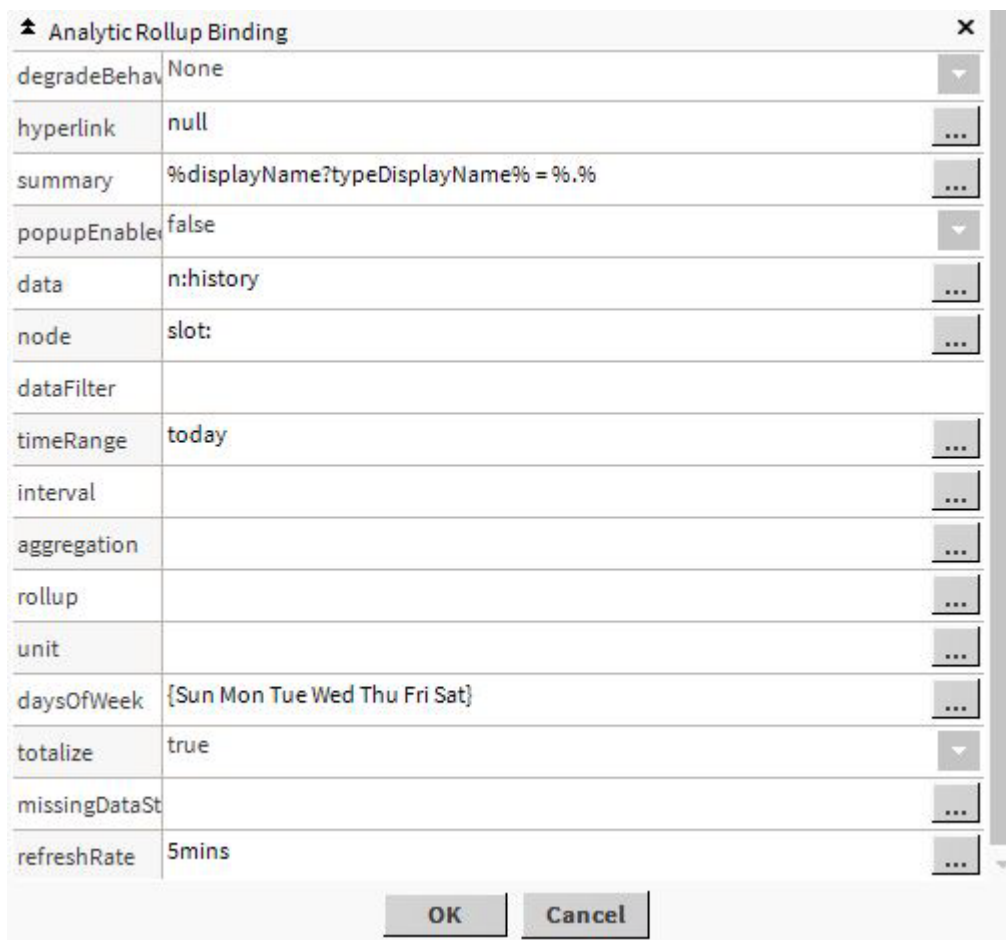 Analytic Rollup Binding
degradeBehav None
hyperlink null ...
summary %displayName?typeDisplayName% = %.% ...
popupEnable false
data n:history ...
node slot: ...
dataFilter
timeRange today ...
interval ...
aggregation ...
rollup ...
unit ...
daysOfWeek {Sun Mon Tue Wed Thu Fri Sat} ...
totalize true
missingDataSt ...
refreshRate 5mins ...
OK Cancel